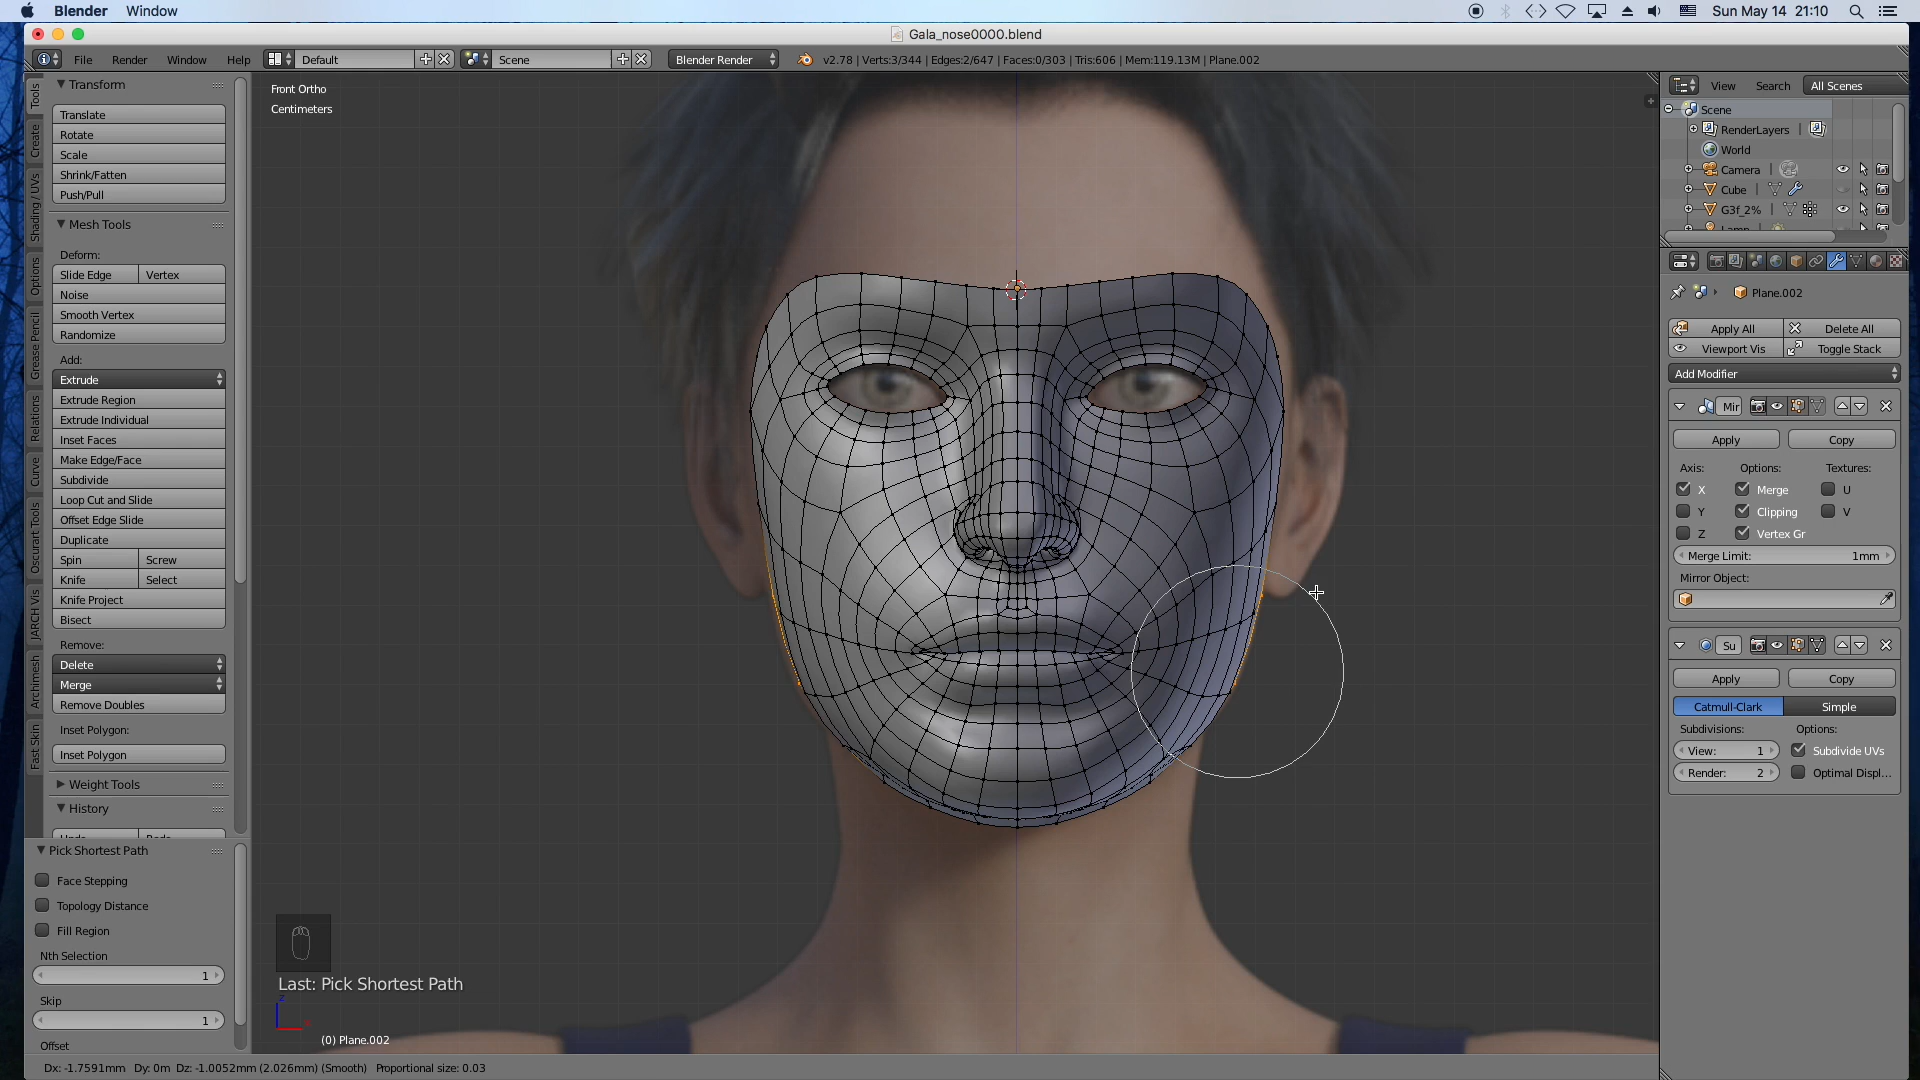 Blender
Window
Sun May 14 21:10
Gala_nose0000.blend
File
Render
Window
Help
Default
Scene
Blender Render
v2.78 | Verts:3/344 | Edges:2/647 | Faces:0/303 | Tris:606 | Mem:119.13M | Plane.002
Tools
Create
Shading / UVs
Options
Grease Pencil
Relations
Curve
Oscurart Tools
JARCH Vis
Archimesh
Fast Skin
Transform
Translate
Rotate
Scale
Shrink/Fatten
Push/Pull
Mesh Tools
Deform:
Slide Edge
Vertex
Noise
Smooth Vertex
Randomize
Add:
Extrude
Extrude Region
Extrude Individual
Inset Faces
Make Edge/Face
Subdivide
Loop Cut and Slide
Offset Edge Slide
Duplicate
Spin
Screw
Knife
Select
Knife Project
Bisect
Remove:
Delete
Merge
Remove Doubles
Inset Polygon:
Inset Polygon
Weight Tools
History
Pick Shortest Path
Face Stepping
Topology Distance
Fill Region
Nth Selection
1
Skip
1
Offset
Front Ortho
Centimeters
Last: Pick Shortest Path
z
(0) Plane.002
Dx: -1.7591mm Dy: 0m Dz: -1.0052mm (2.026mm) (Smooth) Proportional size: 0.03
View
Search
All Scenes
Scene
RenderLayers
World
Camera
Cube
G3f_2%
Plane.002
Apply All
Delete All
Viewport Vis
Toggle Stack
Add Modifier
Mir
Apply
Copy
Axis:
Options:
Textures:
X
Merge
U
Y
Clipping
V
Z
Vertex Gr
Merge Limit: 1mm
Mirror Object:
Su
Apply
Copy
Catmull-Clark
Simple
Subdivisions:
Options:
View: 1
Subdivide UVs
Render: 2
Optimal Displ...